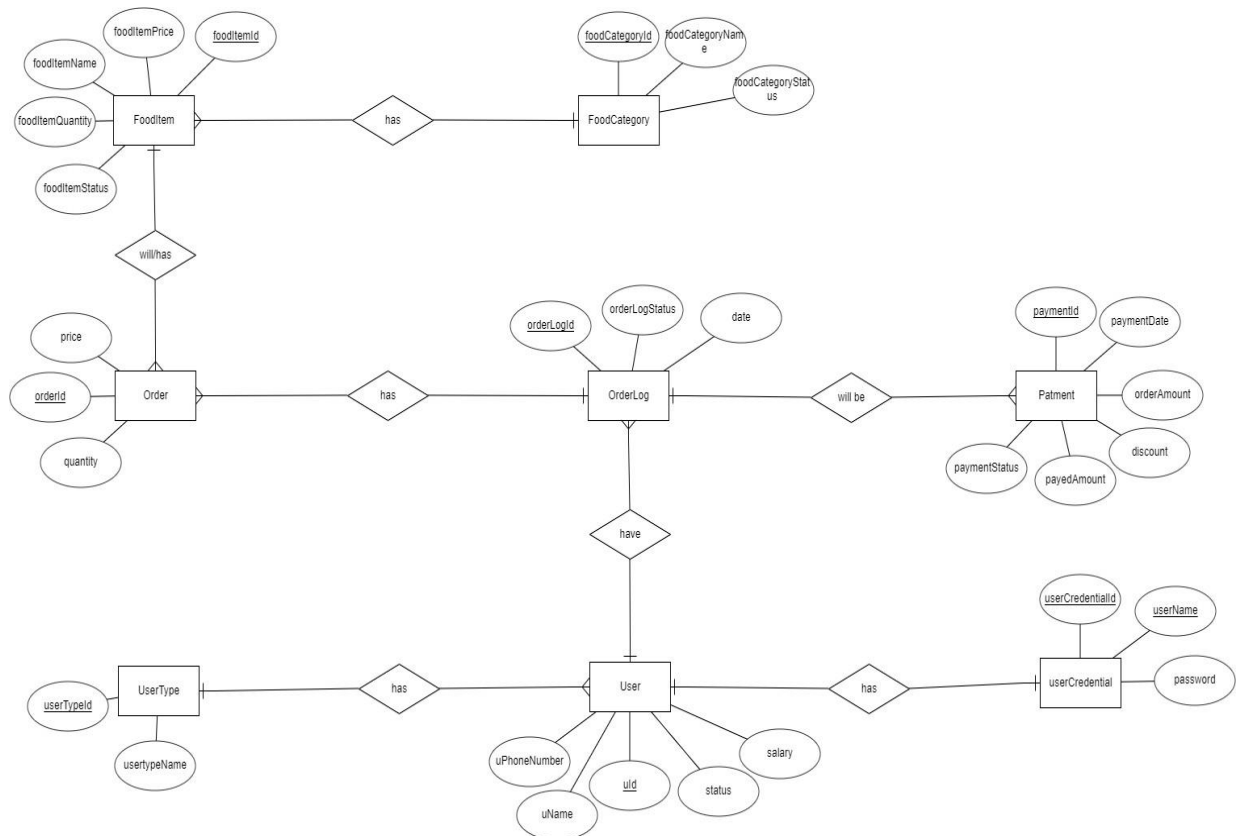 foodItemPrice
foodItemId
foodItemName
foodItemQuantity
FoodItem
foodItemStatus
has
foodCategoryId
foodCategoryNam
e
foodCategoryStat
us
FoodCategory
will/has
price
orderId
Order
quantity
has
orderLogId
orderLogStatus
date
OrderLog
will be
paymentId
paymentDate
Patment
orderAmount
discount
payedAmount
paymentStatus
have
UserType
userTypeId
usertypeName
has
User
uPhoneNumber
uName
uId
status
salary
has
userCredentialId
userName
userCredential
password